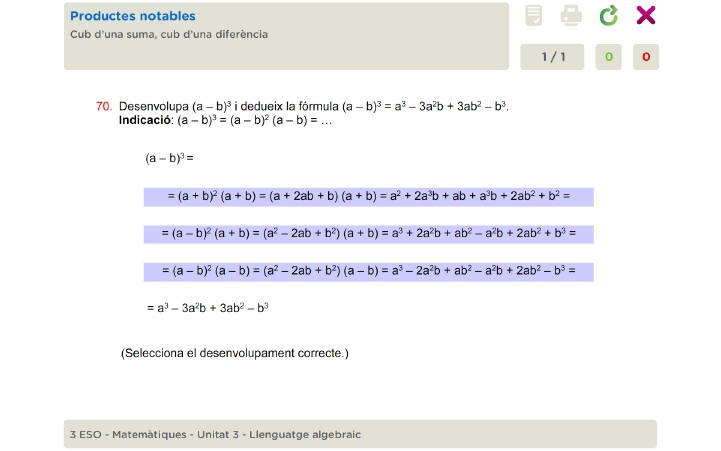 Productes notables
Cub d'una suma, cub d'una diferència
1 / 1
0
0
70. Desenvolupa (a – b)³ i dedueix la fórmula (a – b)³ = a³ – 3a²b + 3ab² – b³.
Indicació: (a – b)³ = (a – b)² (a – b) = …
(a – b)³ =
= (a + b)² (a + b) = (a + 2ab + b) (a + b) = a² + 2a³b + ab + a³b + 2ab² + b² =
= (a – b)² (a + b) = (a² – 2ab + b²) (a + b) = a³ + 2a²b + ab² – a²b + 2ab² + b³ =
= (a – b)² (a – b) = (a² – 2ab + b²) (a – b) = a³ – 2a²b + ab² – a²b + 2ab² – b³ =
= a³ – 3a²b + 3ab² – b³
(Selecciona el desenvolupament correcte.)
3 ESO - Matemàtiques - Unitat 3 - Llenguatge algebraic